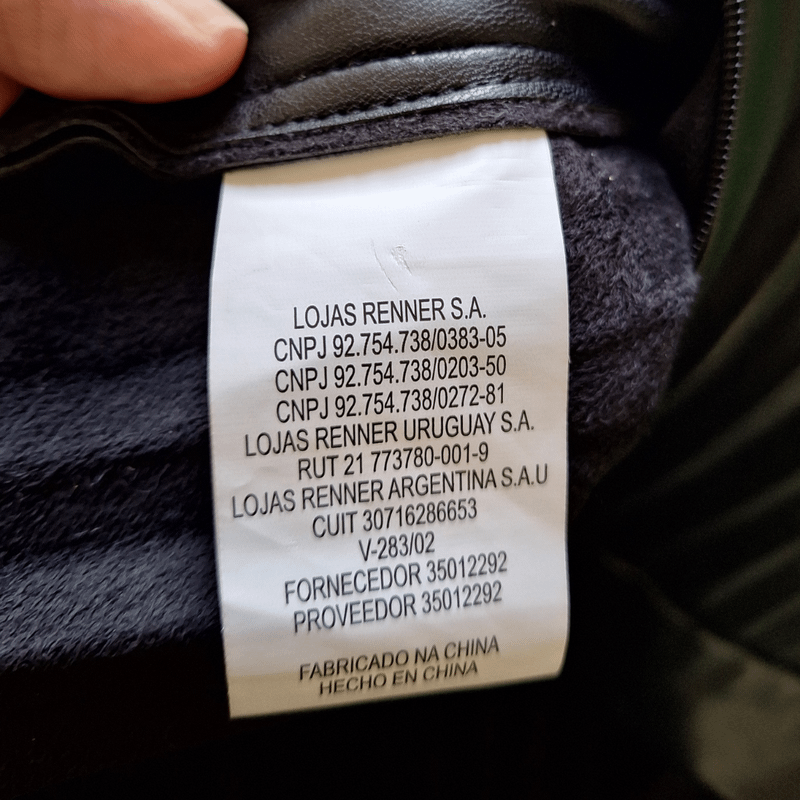 LOJAS RENNER S.A.
CNPJ 92.754.738/0383-05
CNPJ 92.754.738/0203-50
CNPJ 92.754.738/0272-81
LOJAS RENNER URUGUAY S.A.
RUT 21 773780-001-9
LOJAS RENNER ARGENTINA S.A.U
CUIT 30716286653
V-283/02
FORNECEDOR 35012292
PROVEEDOR 35012292
FABRICADO NA CHINA
HECHO EN CHINA